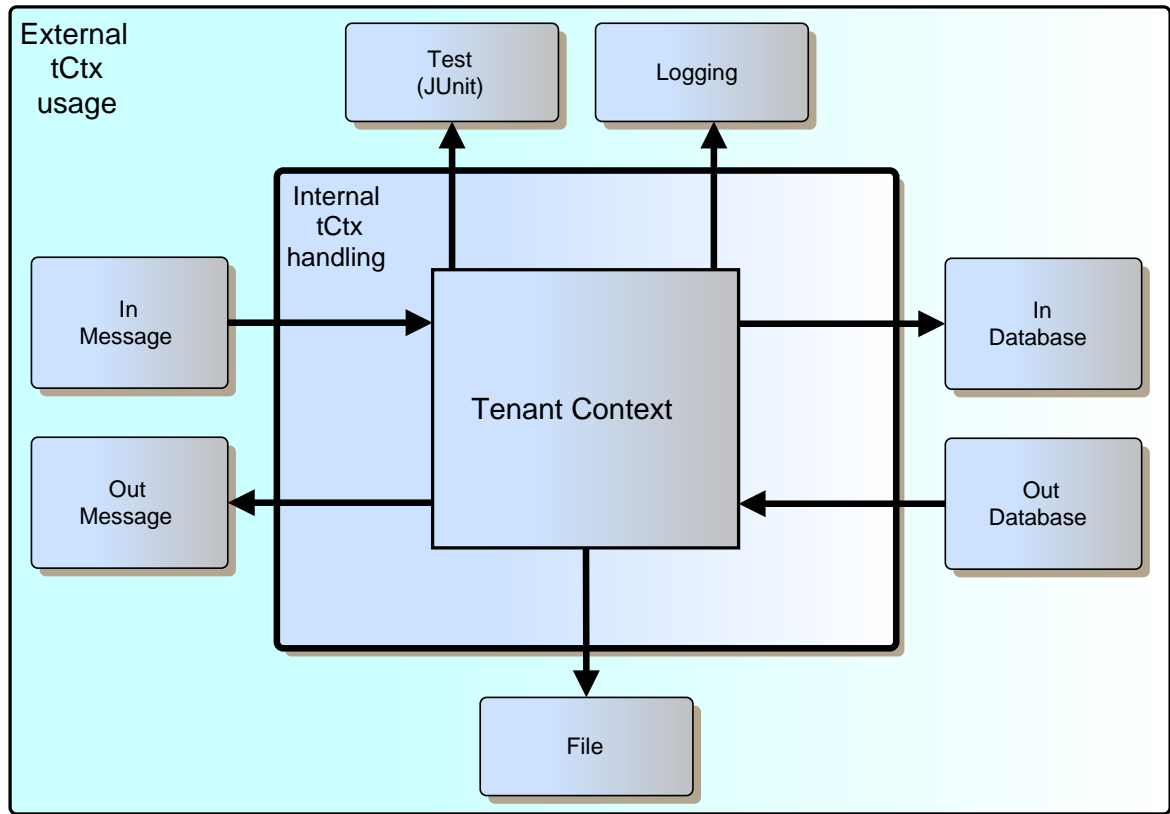 External
tCtx
usage
Test
(JUnit)
Logging
Internal
tCtx
handling
In
Message
In
Database
Tenant Context
Out
Message
Out
Database
File